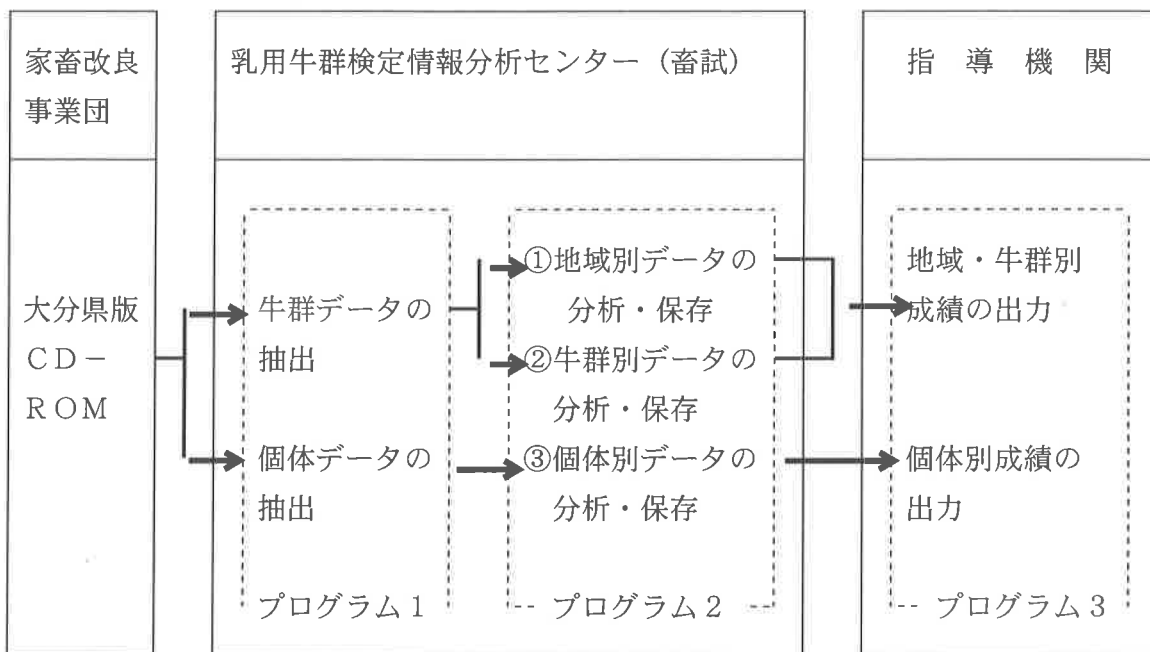 家畜改良
事業団
乳用牛群検定情報分析センター（畜試）
指　導　機　関
大分県版
ＣＤ－
ＲＯＭ
牛群データの
抽出
個体データの
抽出
プログラム１
①地域別データの
分析・保存
②牛群別データの
分析・保存
③個体別データの
分析・保存
プログラム２
地域・牛群別
成績の出力
個体別成績の
出力
プログラム３